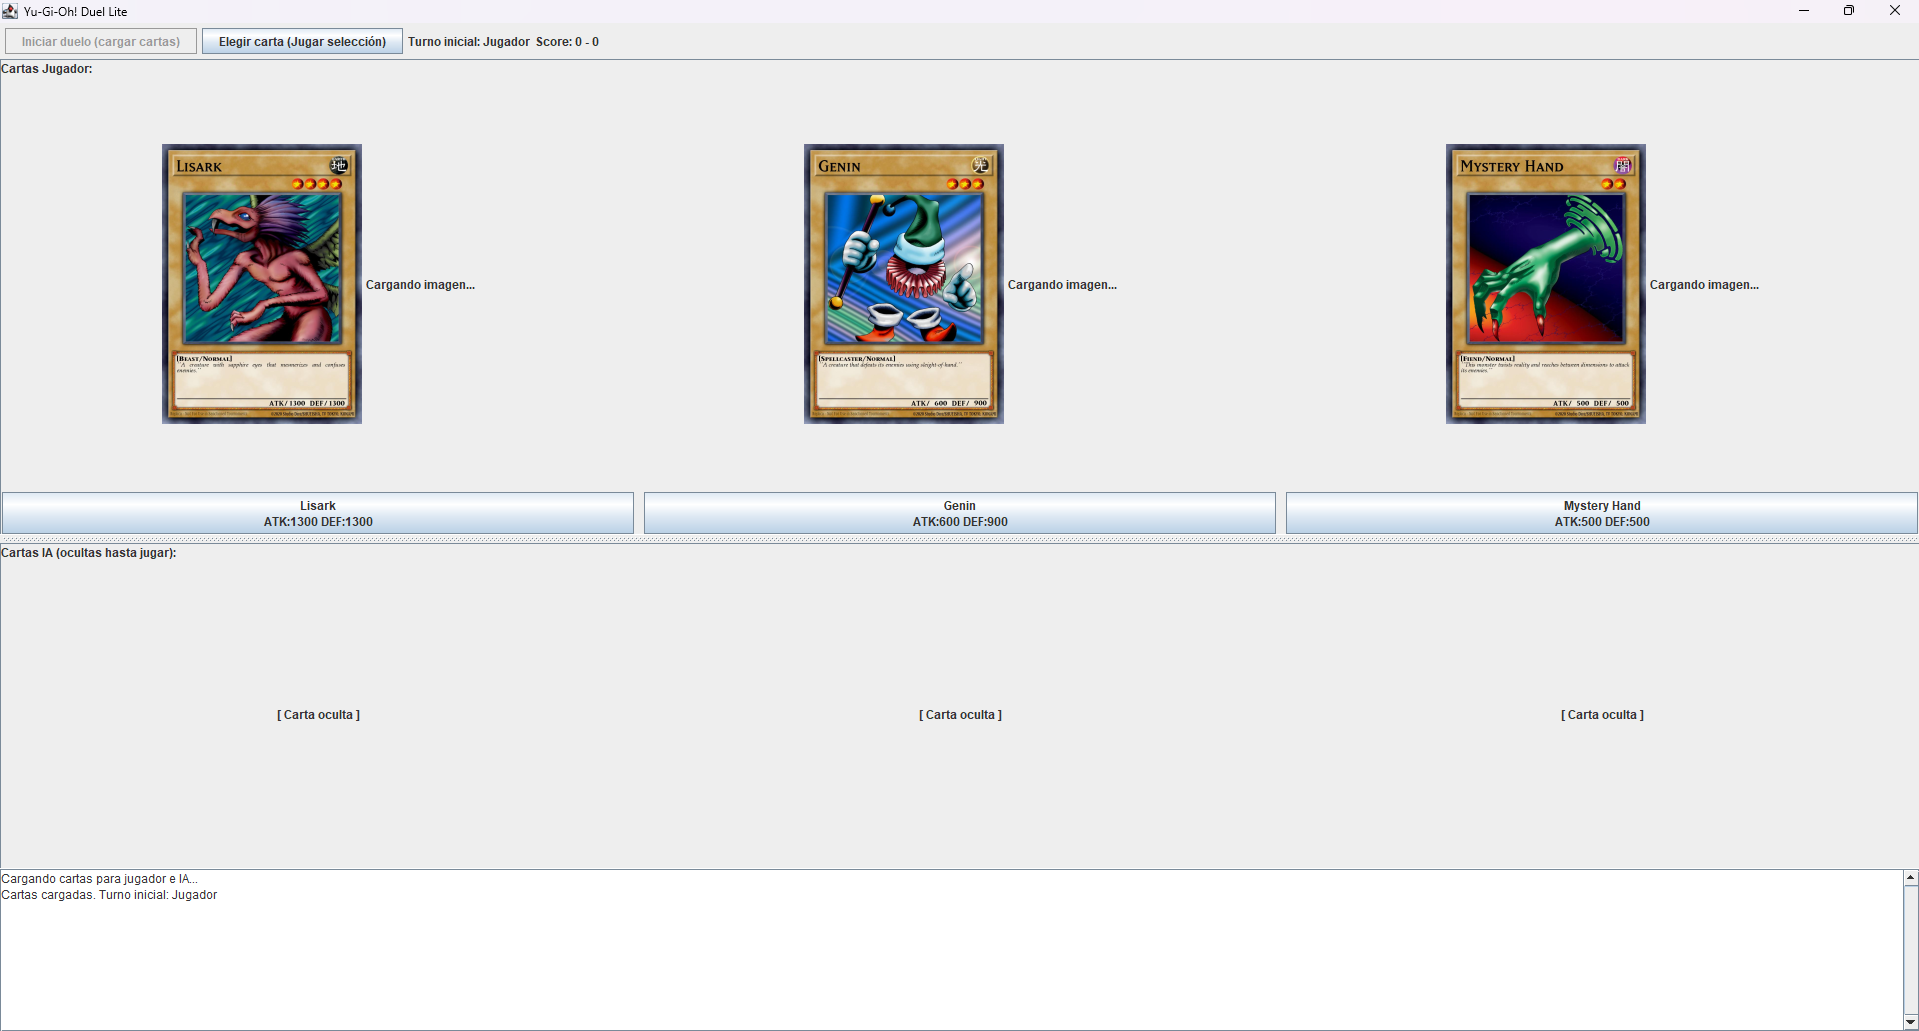 Yu-Gi-Oh! Duel Lite
Iniciar duelo (cargar cartas)
Elegir carta (Jugar selección)
Turno inicial: Jugador Score: 0 - 0
Cartas Jugador:
LISARK
[BEAST/NORMAL]
"A creature with sapphire eyes that mesmerizes and confuses
enemies."
ATK/1300 DEF/1300
Cargando imagen...
GENIN
[SPELLCASTER/NORMAL]
"A creature that defeats its enemies using sleight-of-hand."
ATK/ 600 DEF/ 900
Cargando imagen...
MYSTERY HAND
[FIEND/NORMAL]
"This monster twists reality and reaches between dimensions to attack
its enemies."
ATK/ 500 DEF/ 500
Cargando imagen...
Lisark
ATK:1300 DEF:1300
Genin
ATK:600 DEF:900
Mystery Hand
ATK:500 DEF:500
Cartas IA (ocultas hasta jugar):
[ Carta oculta ]
[ Carta oculta ]
[ Carta oculta ]
Cargando cartas para jugador e IA...
Cartas cargadas. Turno inicial: Jugador